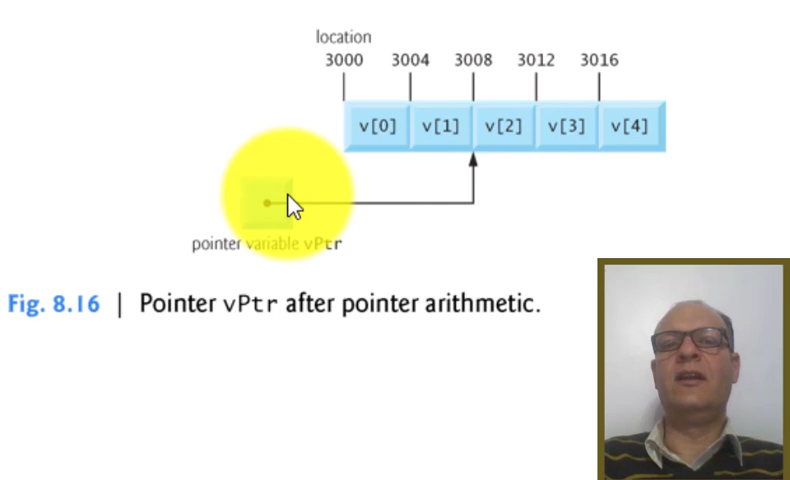 location
3000 3004 3008 3012 3016
v[0] v[1] v[2] v[3] v[4]
pointer variable vPtr
Fig. 8.16 | Pointer vPtr after pointer arithmetic.